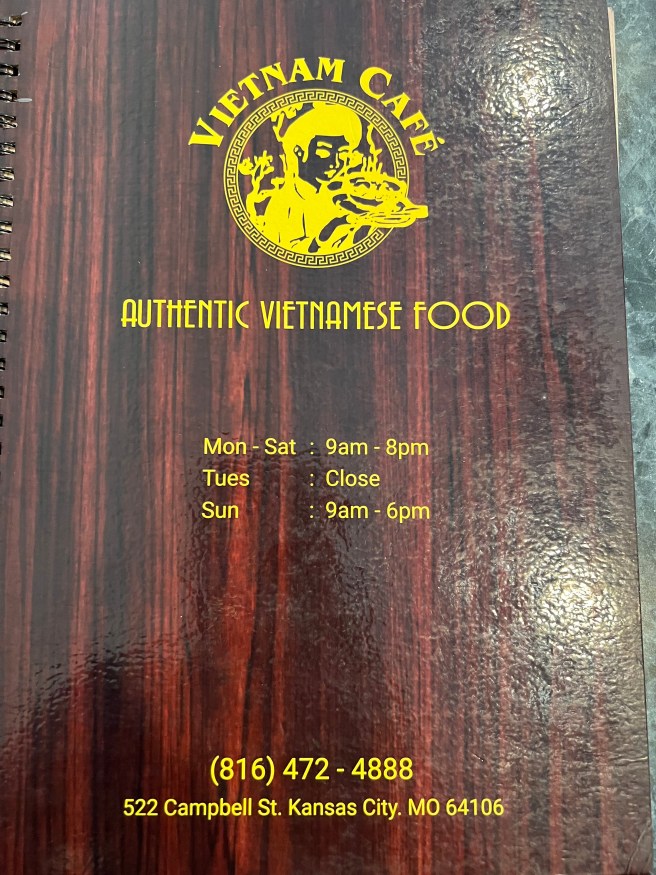 VIETNAM CAFÉ
AUTHENTIC VIETNAMESE FOOD
Mon - Sat : 9am - 8pm
Tues : Close
Sun : 9am - 6pm
(816) 472 - 4888
522 Campbell St. Kansas City. MO 64106